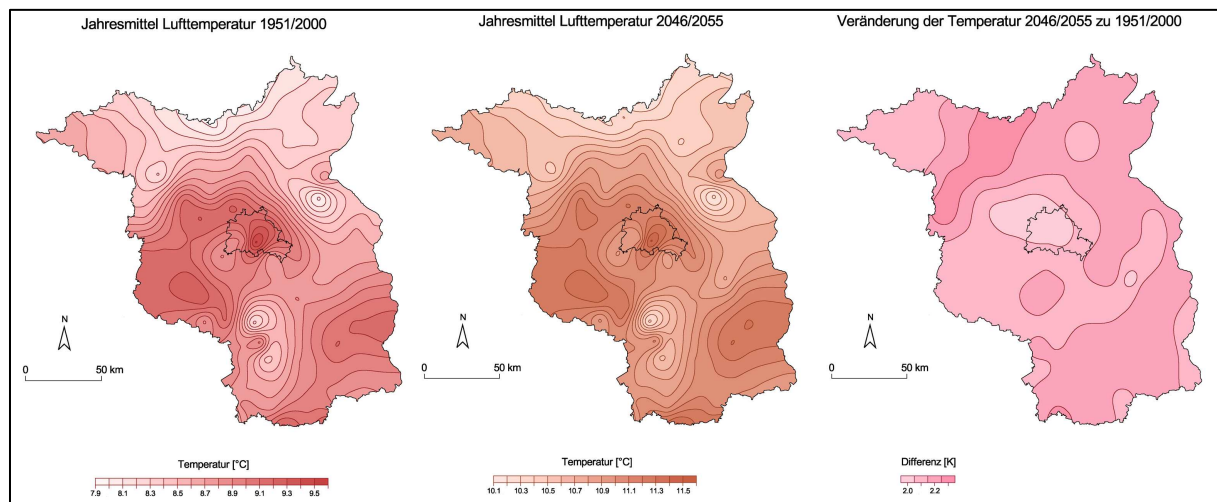 Jahresmittel Lufttemperatur 1951/2000
Jahresmittel Lufttemperatur 2046/2055
Veränderung der Temperatur 2046/2055 zu 1951/2000
N
0 50 km
N
0 50 km
N
0 50 km
Temperatur [°C]
7.9 8.1 8.3 8.5 8.7 8.9 9.1 9.3 9.5
Temperatur [°C]
10.1 10.3 10.5 10.7 10.9 11.1 11.3 11.5
Differenz [K]
2.0 2.2